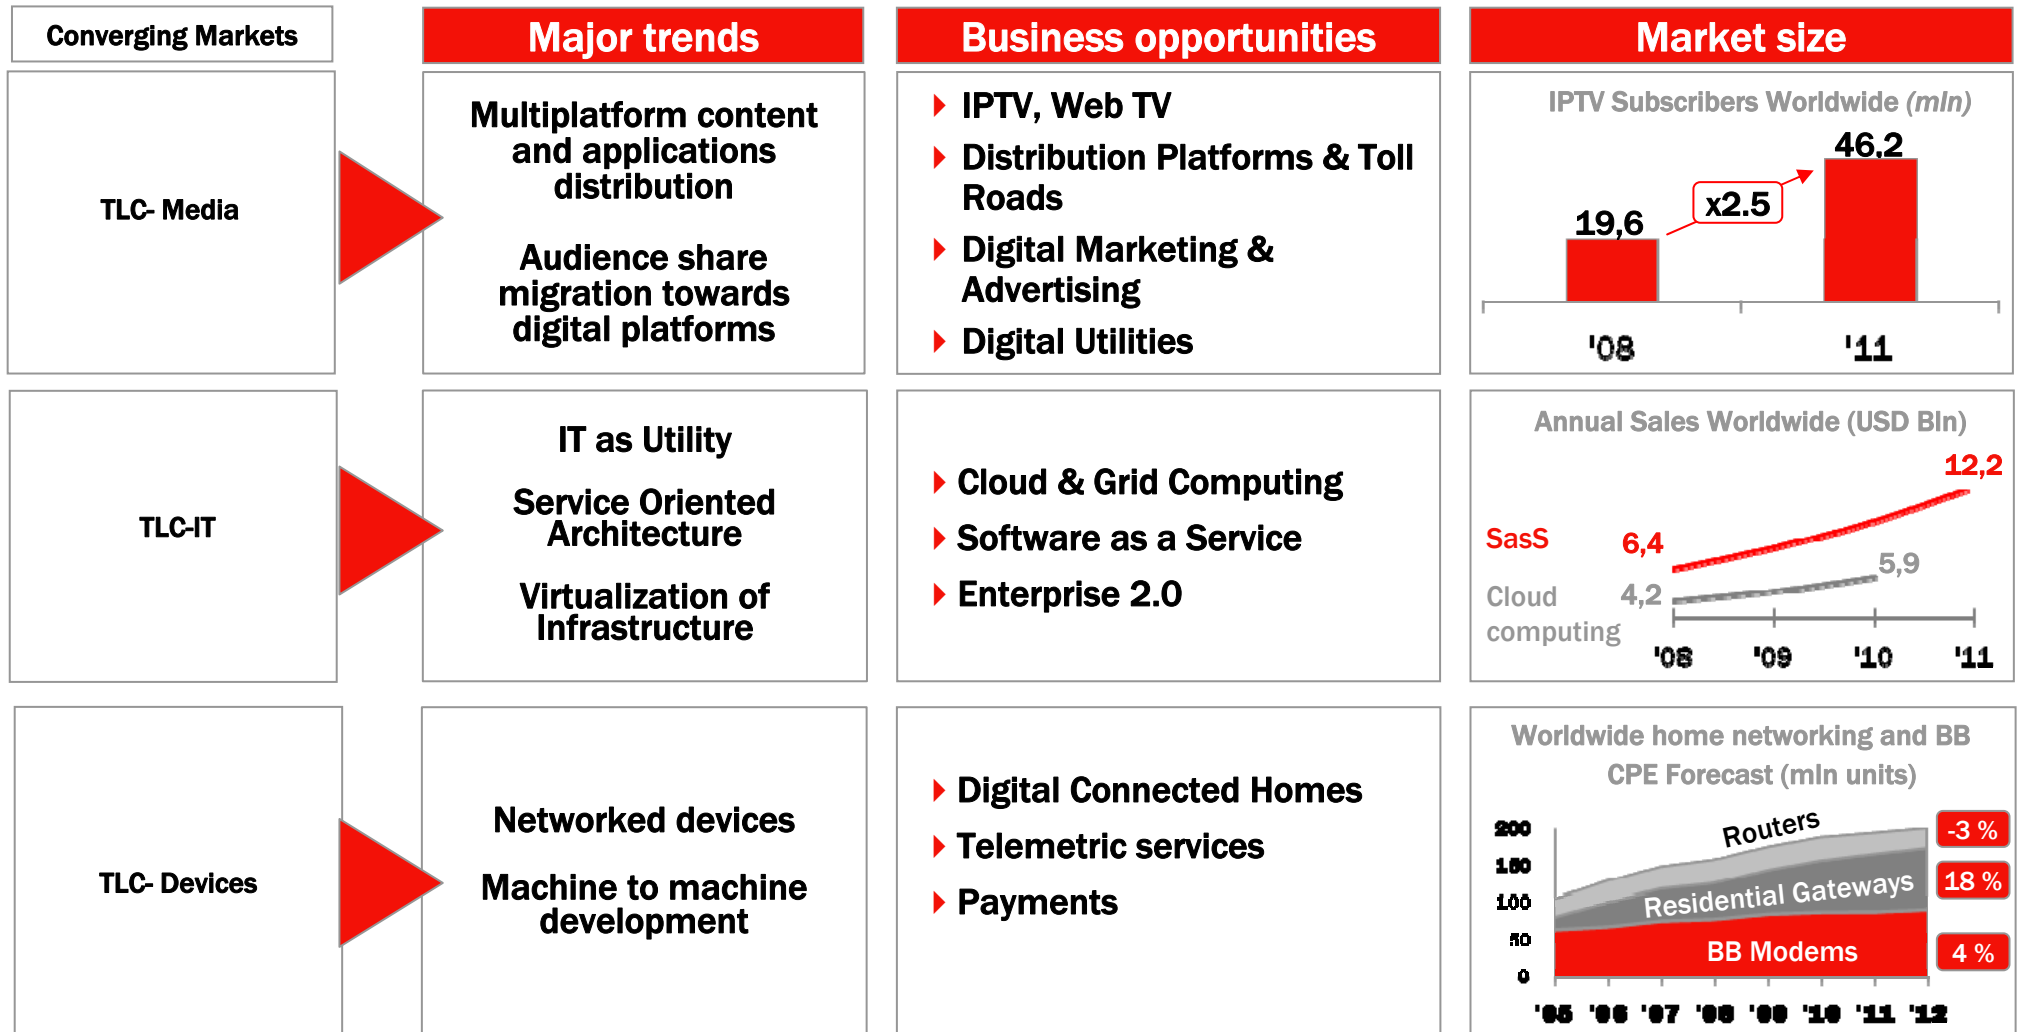 Converging Markets
Major trends
Business opportunities
Market size
TLC- Media
Multiplatform content
and applications
distribution
Audience share
migration towards
digital platforms
IPTV, Web TV
Distribution Platforms & Toll
Roads
Digital Marketing &
Advertising
Digital Utilities
IPTV Subscribers Worldwide (mln)
46,2
x2.5
19,6
'08
'11
TLC-IT
IT as Utility
Service Oriented
Architecture
Virtualization of
Infrastructure
Cloud & Grid Computing
Software as a Service
Enterprise 2.0
Annual Sales Worldwide (USD Bln)
12,2
SasS
6,4
5,9
Cloud
computing
4,2
'08
'09
'10
'11
TLC- Devices
Networked devices
Machine to machine
development
Digital Connected Homes
Telemetric services
Payments
Worldwide home networking and BB
CPE Forecast (mln units)
200
150
100
50
0
Routers
Residential Gateways
BB Modems
-3 %
18 %
4 %
'05
'06
'07
'08
'09
'10
'11
'12